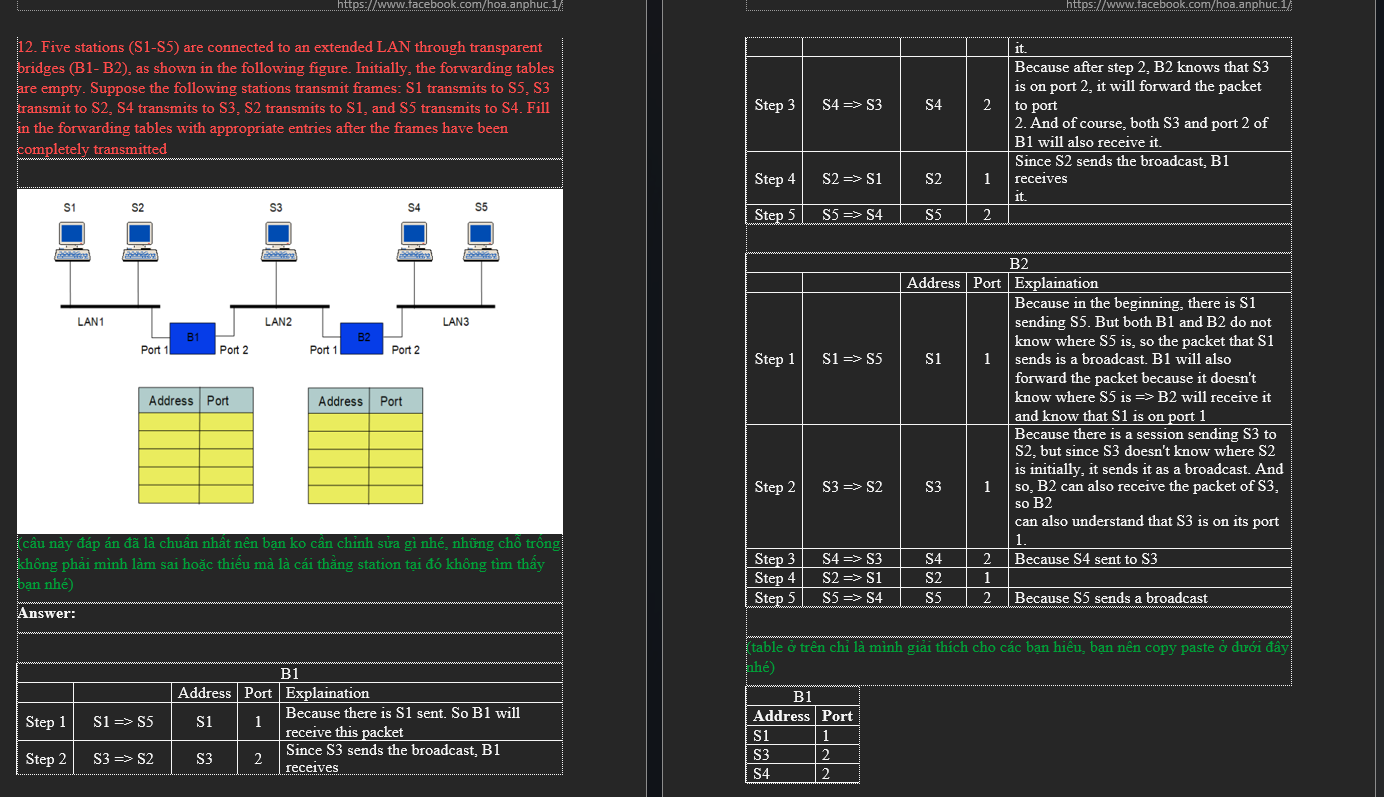 https://www.facebook.com/hoa.anphuc.1/
12. Five stations (S1-S5) are connected to an extended LAN through transparent
bridges (B1- B2), as shown in the following figure. Initially, the forwarding tables
are empty. Suppose the following stations transmit frames: S1 transmits to S5, S3
transmit to S2, S4 transmits to S3, S2 transmits to S1, and S5 transmits to S4. Fill
in the forwarding tables with appropriate entries after the frames have been
completely transmitted
S1 S2 S3 S4 S5
LAN1 LAN2 LAN3
B1 B2
Port 1 Port 2 Port 1 Port 2
Address Port Address Port
(câu này đáp án đã là chuẩn nhất nên bạn ko cần chỉnh sửa gì nhé, những chỗ trống
không phải mình làm sai hoặc thiếu mà là cái thằng station tại đó không tìm thấy
bạn nhé)
Answer:
B1
Address Port Explaination
Step 1 S1 => S5 S1 1 Because there is S1 sent. So B1 will
receive this packet
Step 2 S3 => S2 S3 2 Since S3 sends the broadcast, B1
receives
https://www.facebook.com/hoa.anphuc.1/
it.
Because after step 2, B2 knows that S3
is on port 2, it will forward the packet
Step 3 S4 => S3 S4 2 to port
2. And of course, both S3 and port 2 of
B1 will also receive it.
Since S2 sends the broadcast, B1
Step 4 S2 => S1 S2 1 receives
it.
Step 5 S5 => S4 S5 2
B2
Address Port Explaination
Because in the beginning, there is S1
sending S5. But both B1 and B2 do not
know where S5 is, so the packet that S1
Step 1 S1 => S5 S1 1 sends is a broadcast. B1 will also
forward the packet because it doesn't
know where S5 is => B2 will receive it
and know that S1 is on port 1
Because there is a session sending S3 to
S2, but since S3 doesn't know where S2
is initially, it sends it as a broadcast. And
Step 2 S3 => S2 S3 1 so, B2 can also receive the packet of S3,
so B2
can also understand that S3 is on its port
1.
Step 3 S4 => S3 S4 2 Because S4 sent to S3
Step 4 S2 => S1 S2 1
Step 5 S5 => S4 S5 2 Because S5 sends a broadcast
(table ở trên chỉ là mình giải thích cho các bạn hiểu, bạn nên copy paste ở dưới đây
nhé)
B1
Address Port
S1 1
S3 2
S4 2